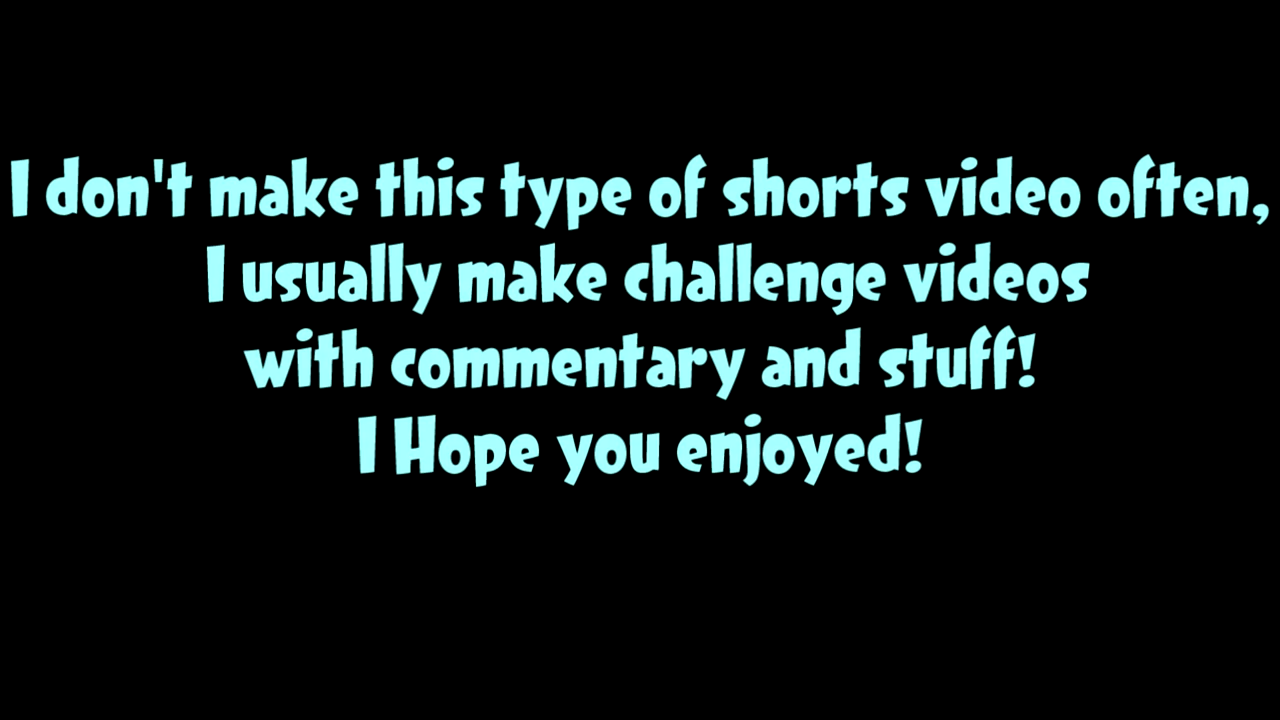 I don't make this type of shorts video often,
I usually make challenge videos
with commentary and stuff!
I Hope you enjoyed!